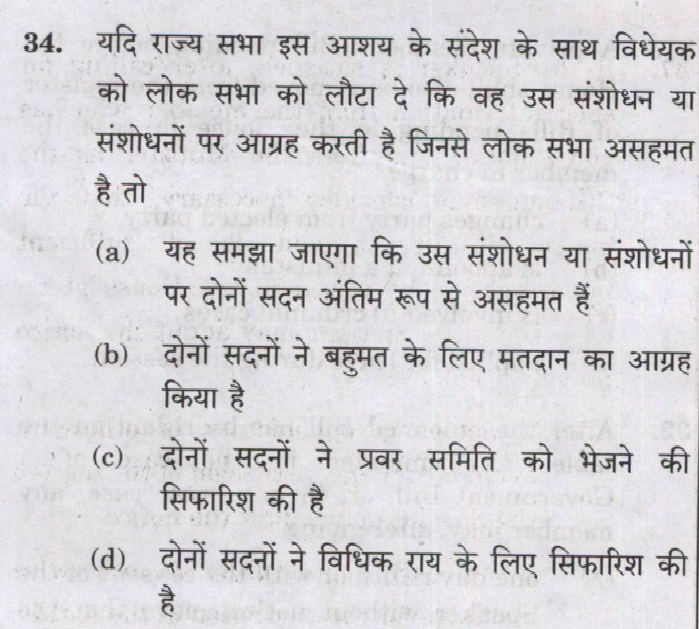 34. यदि राज्य सभा इस आशय के संदेश के साथ विधेयक
को लोक सभा को लौटा दे कि वह उस संशोधन या
संशोधनों पर आग्रह करती है जिनसे लोक सभा असहमत
है तो
(a) यह समझा जाएगा कि उस संशोधन या संशोधनों
पर दोनों सदन अंतिम रूप से असहमत हैं
(b) दोनों सदनों ने बहुमत के लिए मतदान का आग्रह
किया है
(c) दोनों सदनों ने प्रवर समिति को भेजने की
सिफारिश की है
(d) दोनों सदनों ने विधिक राय के लिए सिफारिश की
है